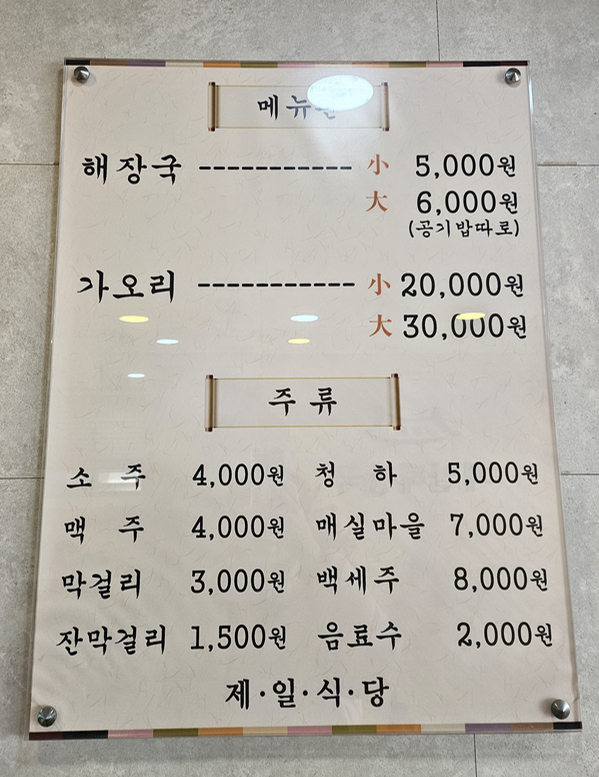 메뉴
해장국 ----------- 小 5,000원
大 6,000원
(공기밥따로)
가오리 ----------- 小 20,000원
大 30,000원
주류
소 주 4,000원 청 하 5,000원
맥 주 4,000원 매실마을 7,000원
막걸리 3,000원 백세주 8,000원
잔막걸리 1,500원 음료수 2,000원
제·일·식·당